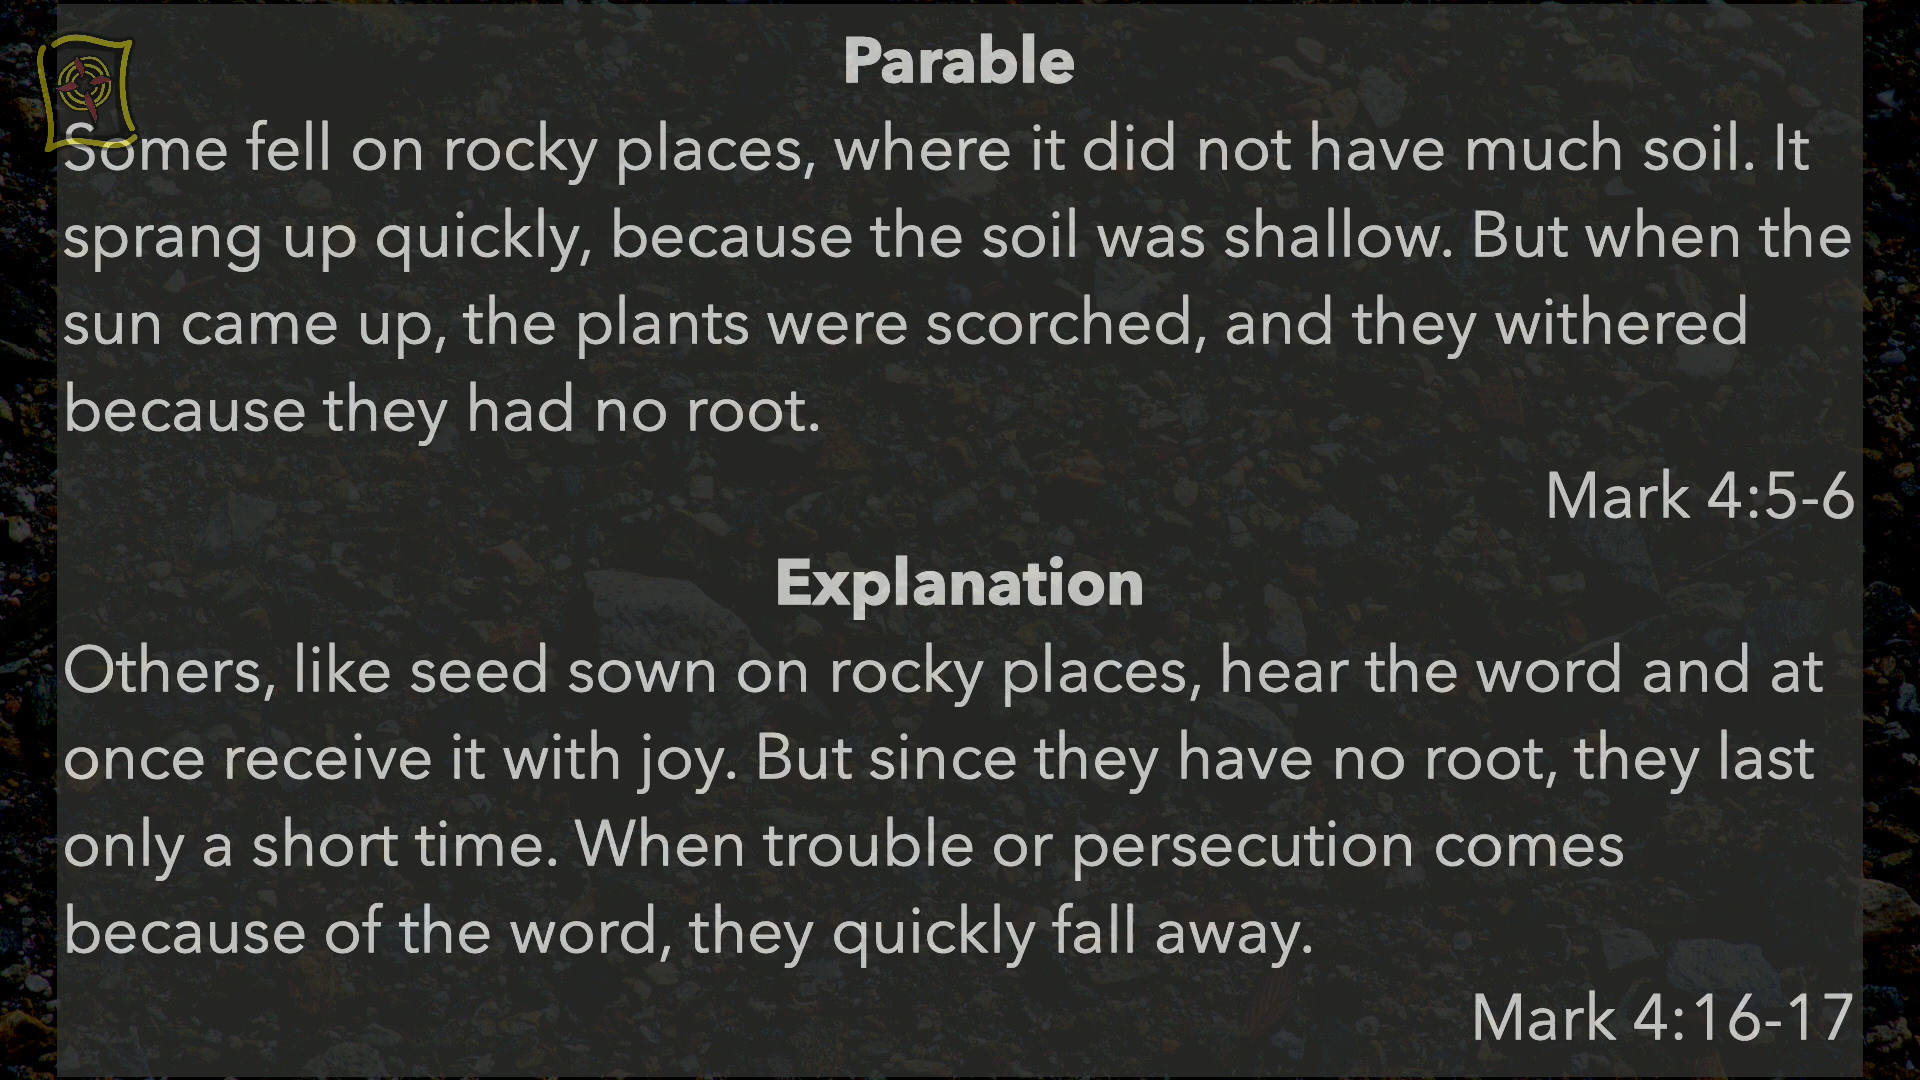 Parable
Some fell on rocky places, where it did not have much soil. It
sprang up quickly, because the soil was shallow. But when the
sun came up, the plants were scorched, and they withered
because they had no root.
Mark 4:5-6
Explanation
Others, like seed sown on rocky places, hear the word and at
once receive it with joy. But since they have no root, they last
only a short time. When trouble or persecution comes
because of the word, they quickly fall away.
Mark 4:16-17